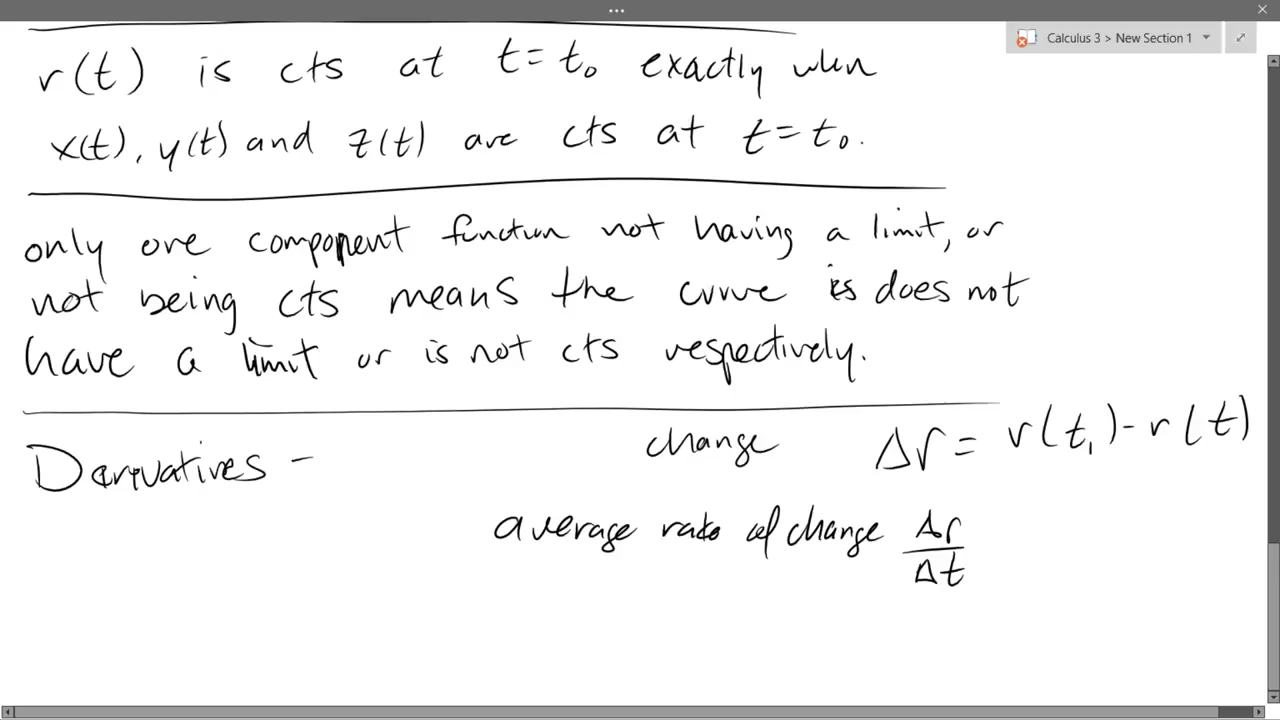 Calculus 3 > New Section 1
r(t) is cts at t = t₀ exactly when
x(t), y(t) and z(t) are cts at t = t₀.
only one component function not having a limit, or
not being cts means the curve is does not
have a limit or is not cts respectively.
Derivatives - change Δr = r(t₁) - r(t)
average rate of change Δr/Δt